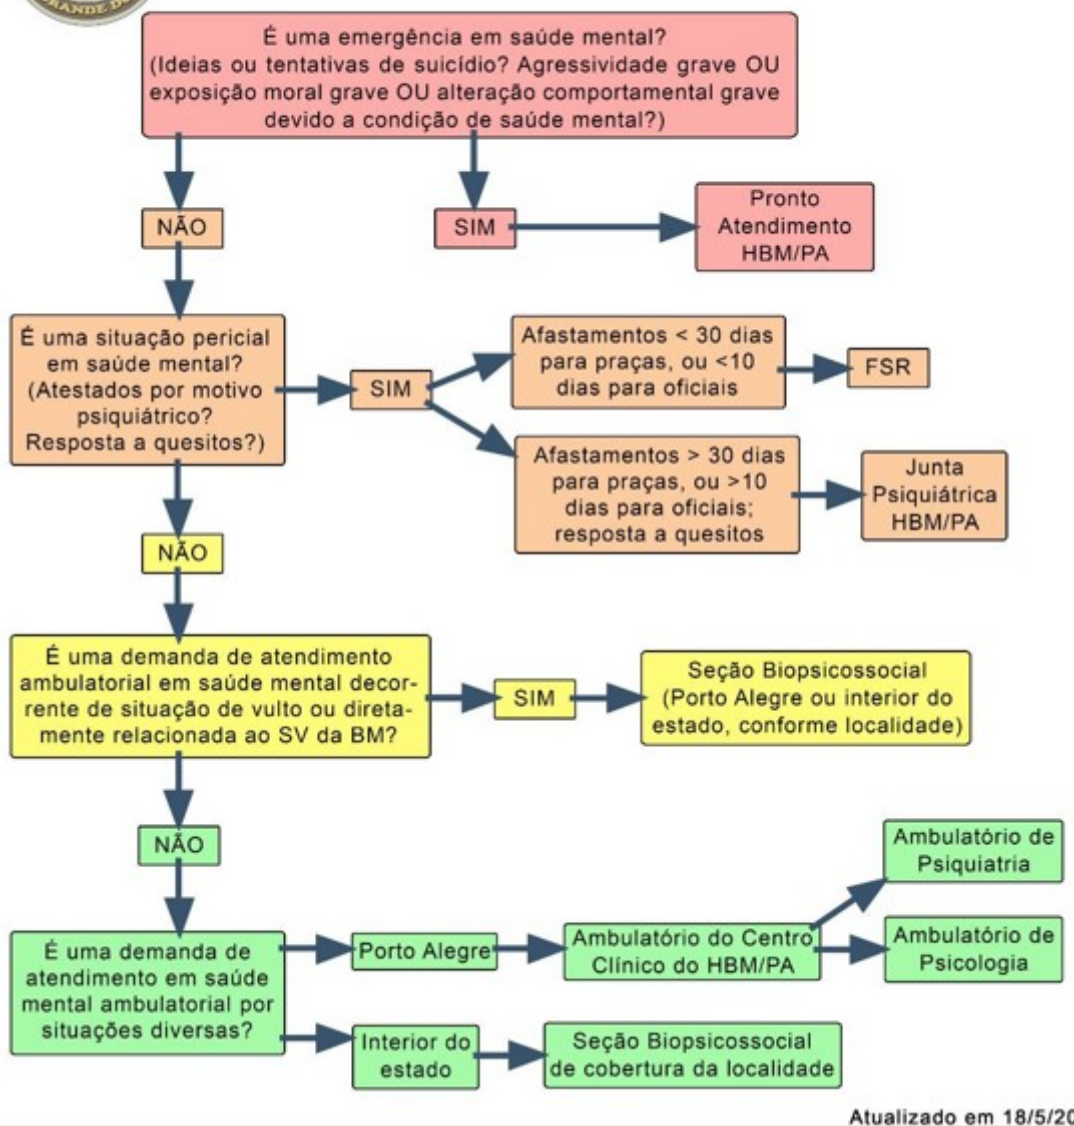 GRANDE DO
É uma emergência em saúde mental?
(Ideias ou tentativas de suicídio? Agressividade grave OU
exposição moral grave OU alteração comportamental grave
devido a condição de saúde mental?)
NÃO
SIM
Pronto
Atendimento
HBM/PA
É uma situação pericial
em saúde mental?
(Atestados por motivo
psiquiátrico?
Resposta a quesitos?)
SIM
Afastamentos < 30 dias
para praças, ou <10
dias para oficiais
FSR
Afastamentos > 30 dias
para praças, ou >10
dias para oficiais;
resposta a quesitos
Junta
Psiquiátrica
HBM/PA
NÃO
É uma demanda de atendimento
ambulatorial em saúde mental decor-
rente de situação de vulto ou direta-
mente relacionada ao SV da BM?
SIM
Seção Biopsicossocial
(Porto Alegre ou interior do
estado, conforme localidade)
NÃO
É uma demanda de
atendimento em saúde
mental ambulatorial por
situações diversas?
Porto Alegre
Ambulatório do Centro
Clínico do HBM/PA
Ambulatório de
Psiquiatria
Ambulatório de
Psicologia
Interior do
estado
Seção Biopsicossocial
de cobertura da localidade
Atualizado em 18/5/20